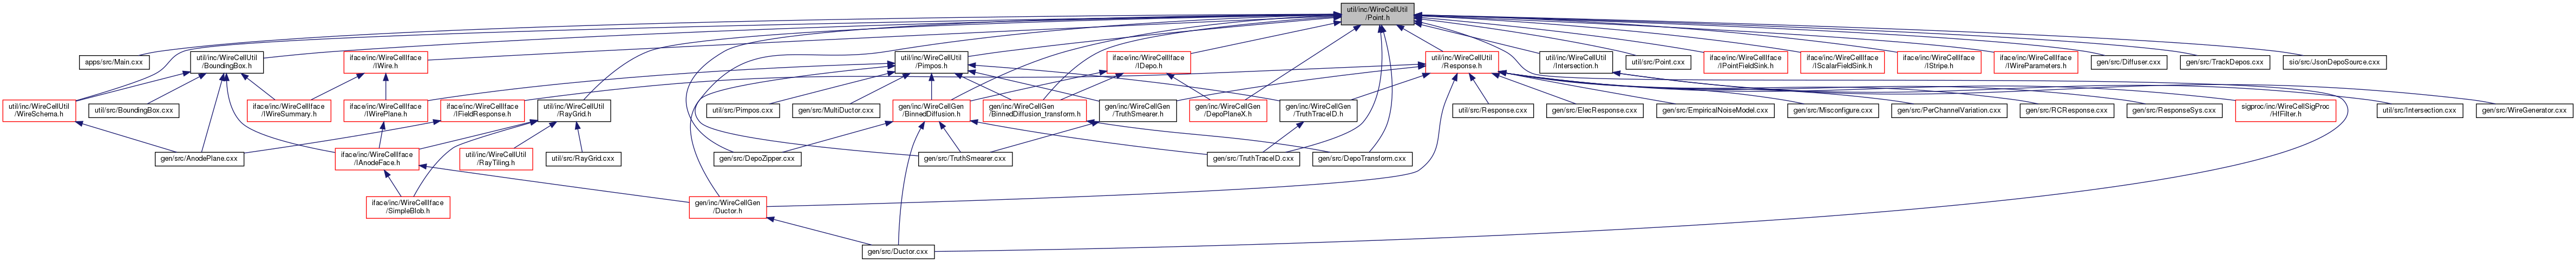 util/inc/WireCellUtil
/Point.h
apps/src/Main.cxx
util/inc/WireCellUtil
/BoundingBox.h
iface/inc/WireCellIface
/IWire.h
util/inc/WireCellUtil
/Pimpos.h
iface/inc/WireCellIface
/IDepo.h
util/inc/WireCellUtil
/Response.h
util/inc/WireCellUtil
/Intersection.h
util/src/Point.cxx
iface/inc/WireCellIface
/IPointFieldSink.h
iface/inc/WireCellIface
/IScalarFieldSink.h
iface/inc/WireCellIface
/IStripe.h
iface/inc/WireCellIface
/IWireParameters.h
gen/src/Diffuser.cxx
gen/src/TrackDepos.cxx
sio/src/JsonDepoSource.cxx
util/inc/WireCellUtil
/WireSchema.h
util/src/BoundingBox.cxx
iface/inc/WireCellIface
/IWireSummary.h
iface/inc/WireCellIface
/IWirePlane.h
iface/inc/WireCellIface
/IFieldResponse.h
util/inc/WireCellUtil
/RayGrid.h
util/src/Pimpos.cxx
gen/src/MultiDuctor.cxx
gen/inc/WireCellGen
/BinnedDiffusion.h
gen/inc/WireCellGen
/BinnedDiffusion_transform.h
gen/inc/WireCellGen
/TruthSmearer.h
gen/inc/WireCellGen
/DepoPlaneX.h
gen/inc/WireCellGen
/TruthTraceID.h
util/src/Response.cxx
gen/src/ElecResponse.cxx
gen/src/EmpiricalNoiseModel.cxx
gen/src/Misconfigure.cxx
gen/src/PerChannelVariation.cxx
gen/src/RCResponse.cxx
gen/src/ResponseSys.cxx
sigproc/inc/WireCellSigProc
/HfFilter.h
util/src/Intersection.cxx
gen/src/WireGenerator.cxx
gen/src/AnodePlane.cxx
iface/inc/WireCellIface
/IAnodeFace.h
util/inc/WireCellUtil
/RayTiling.h
util/src/RayGrid.cxx
gen/src/DepoZipper.cxx
gen/src/TruthSmearer.cxx
gen/src/TruthTraceID.cxx
gen/src/DepoTransform.cxx
iface/inc/WireCellIface
/SimpleBlob.h
gen/inc/WireCellGen
/Ductor.h
gen/src/Ductor.cxx